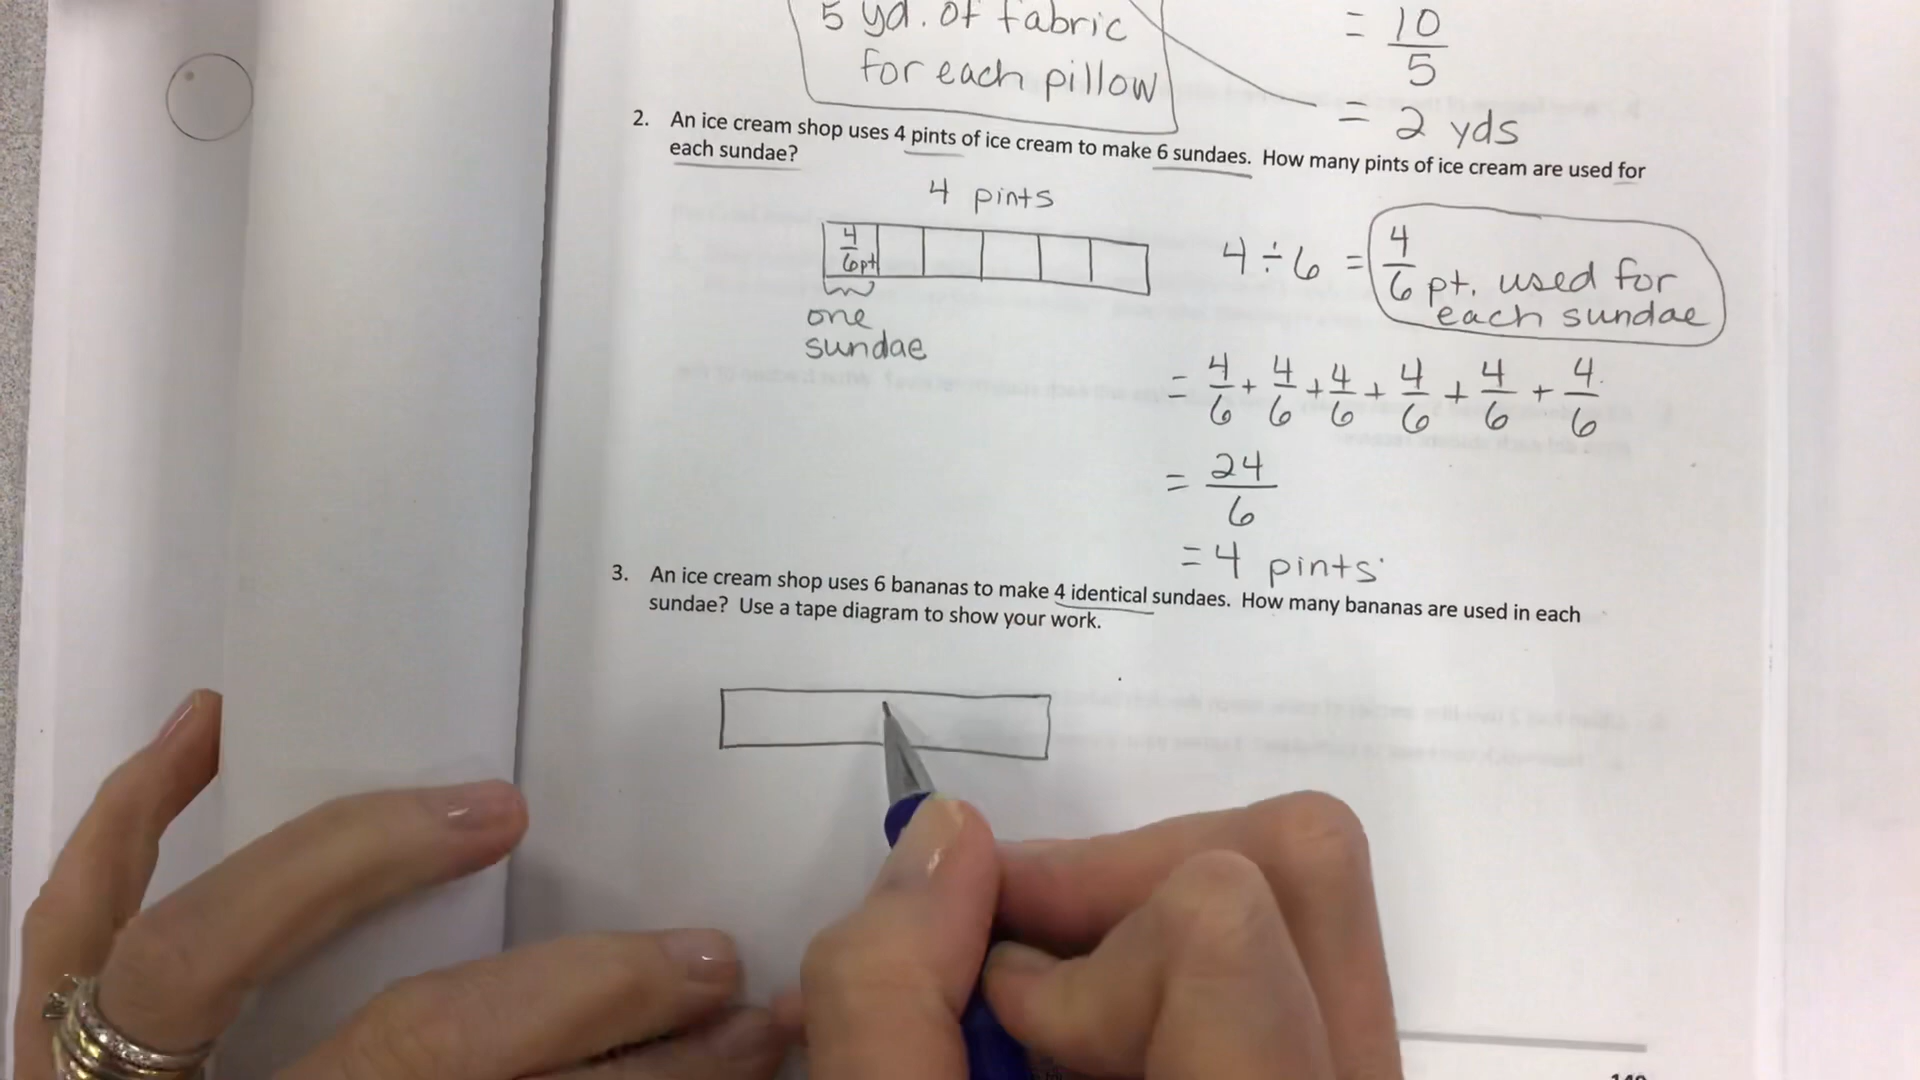 5 yd. of fabric
for each pillow
= 10/5
= 2 yds
2. An ice cream shop uses 4 pints of ice cream to make 6 sundaes. How many pints of ice cream are used for
each sundae?
4 pints
4/6 pt
one
sundae
4 ÷ 6 = 4/6 pt. used for
each sundae
= 4/6 + 4/6 + 4/6 + 4/6 + 4/6 + 4/6
= 24/6
= 4 pints
3. An ice cream shop uses 6 bananas to make 4 identical sundaes. How many bananas are used in each
sundae? Use a tape diagram to show your work.